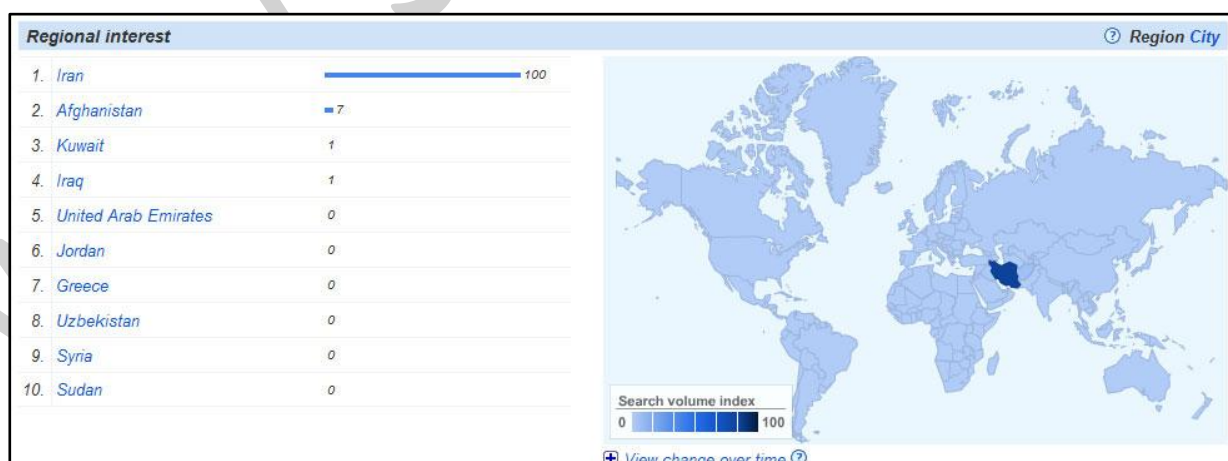 Regional interest
? Region City
1. Iran 100
2. Afghanistan 7
3. Kuwait 1
4. Iraq 1
5. United Arab Emirates 0
6. Jordan 0
7. Greece 0
8. Uzbekistan 0
9. Syria 0
10. Sudan 0
Search volume index
0 100
View change over time ?